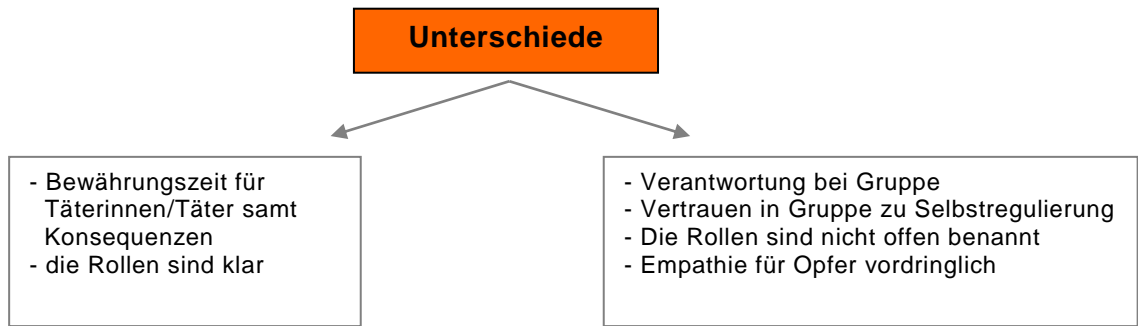 Unterschiede
- Bewährungszeit für
Täterinnen/Täter samt
Konsequenzen
- die Rollen sind klar
- Verantwortung bei Gruppe
- Vertrauen in Gruppe zu Selbstregulierung
- Die Rollen sind nicht offen benannt
- Empathie für Opfer vordringlich